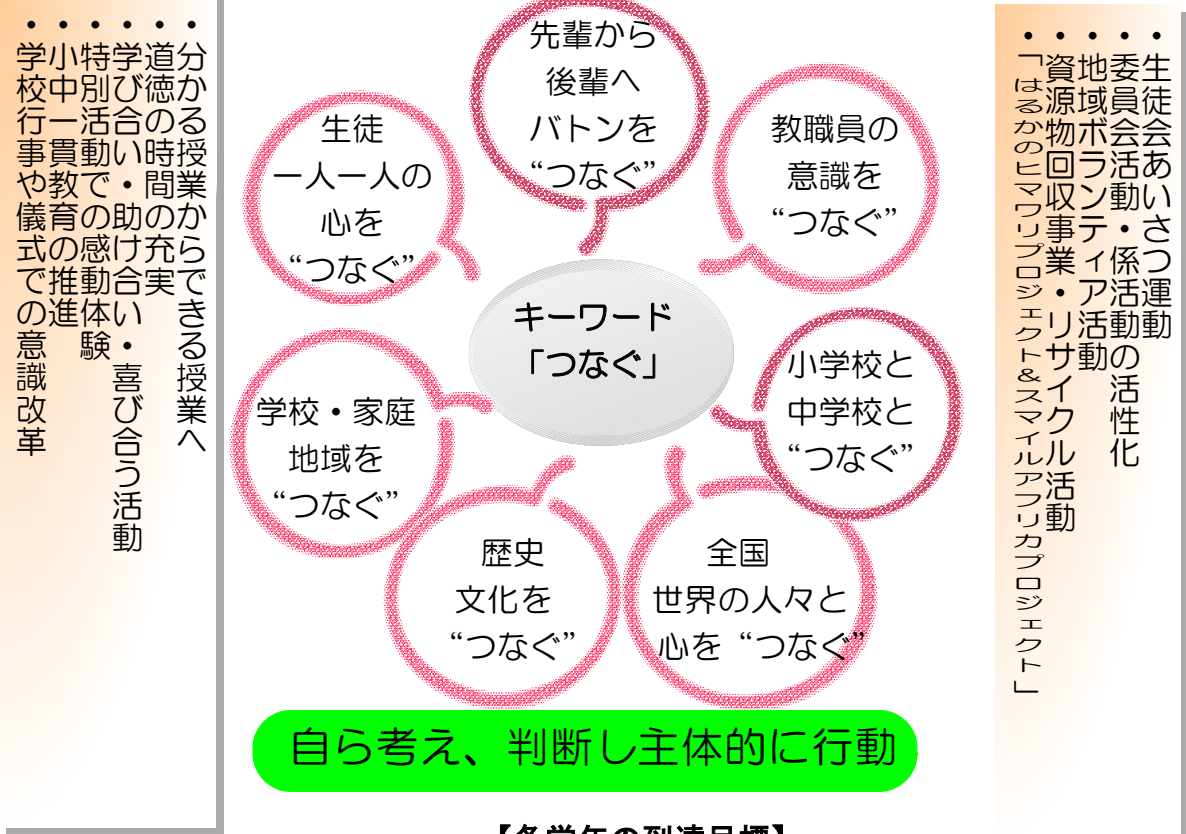 ・生徒会あいさつ運動
・委員会活動・係活動の活性化
・地域ボランティア活動
・資源物回収事業・リサイクル活動
・「はるかのヒマワリプロジェクト＆スマイルアフリカプロジェクト」
先輩から
後輩へ
バトンを
“つなぐ”
生徒
一人一人の
心を
“つなぐ”
教職員の
意識を
“つなぐ”
キーワード
「つなぐ」
小学校と
中学校と
“つなぐ”
学校・家庭
地域を
“つなぐ”
歴史
文化を
“つなぐ”
全国
世界の人々と
心を“つなぐ”
自ら考え、判断し主体的に行動
・分かる授業からできる授業へ
・道徳の時間の充実
・学び合い・助け合い・喜び合う活動
・特別活動での感動体験
・小中一貫教育の推進
・学校行事や儀式での意識改革
【各学年の到達目標】